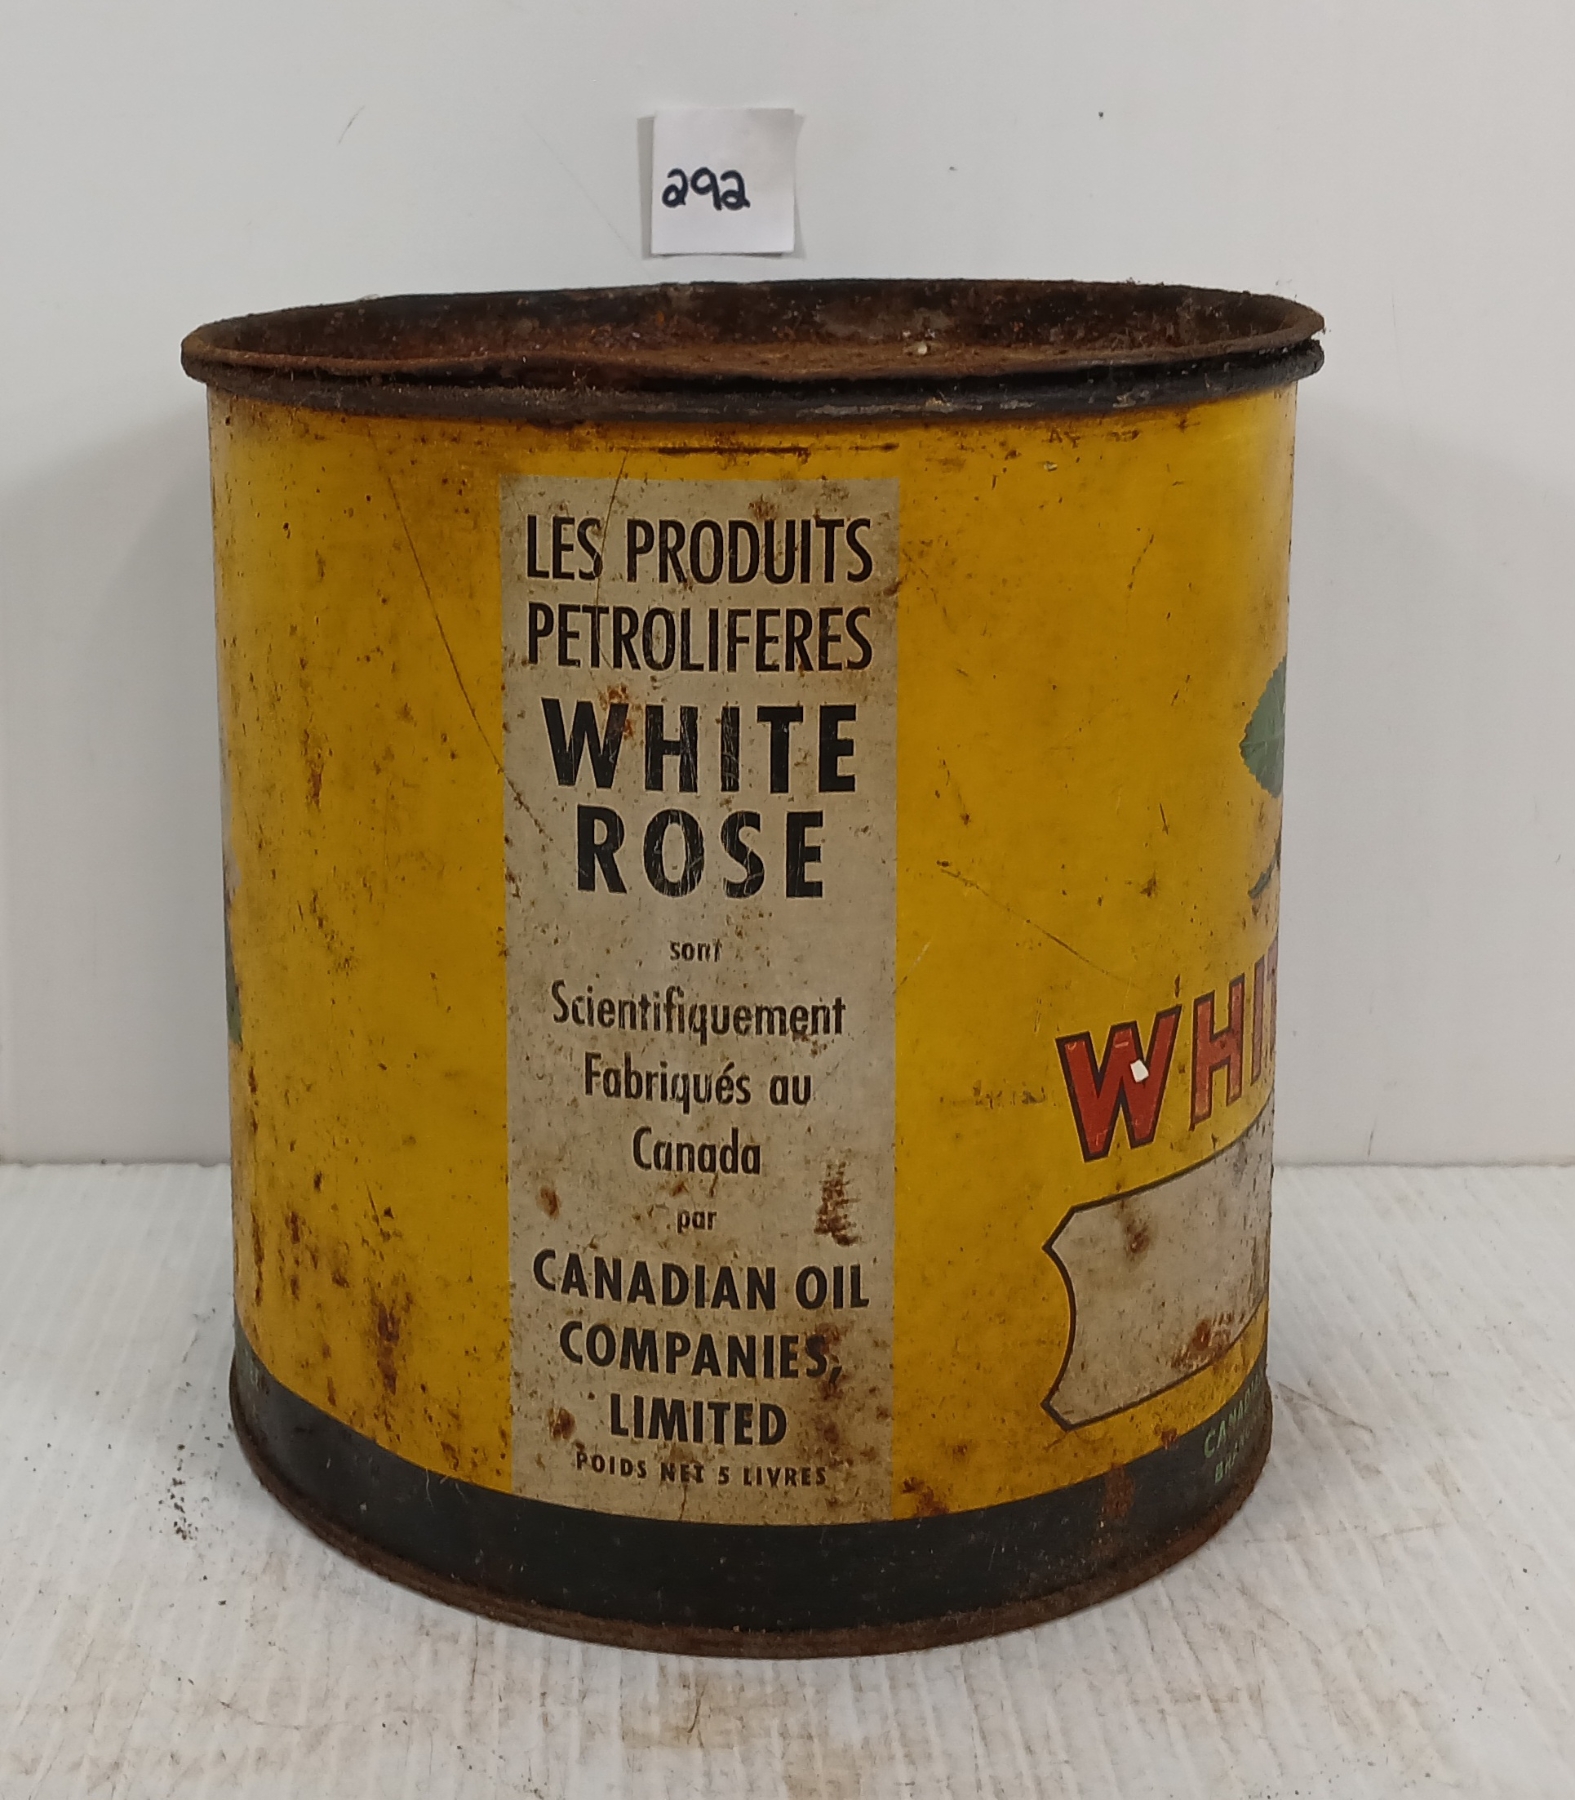 292
LES PRODUITS
PETROLIFERES
WHITE
ROSE
sont
Scientifiquement
Fabriqués au
Canada
par
CANADIAN OIL
COMPANIES,
LIMITED
POIDS NET 5 LIVRES
WHIT